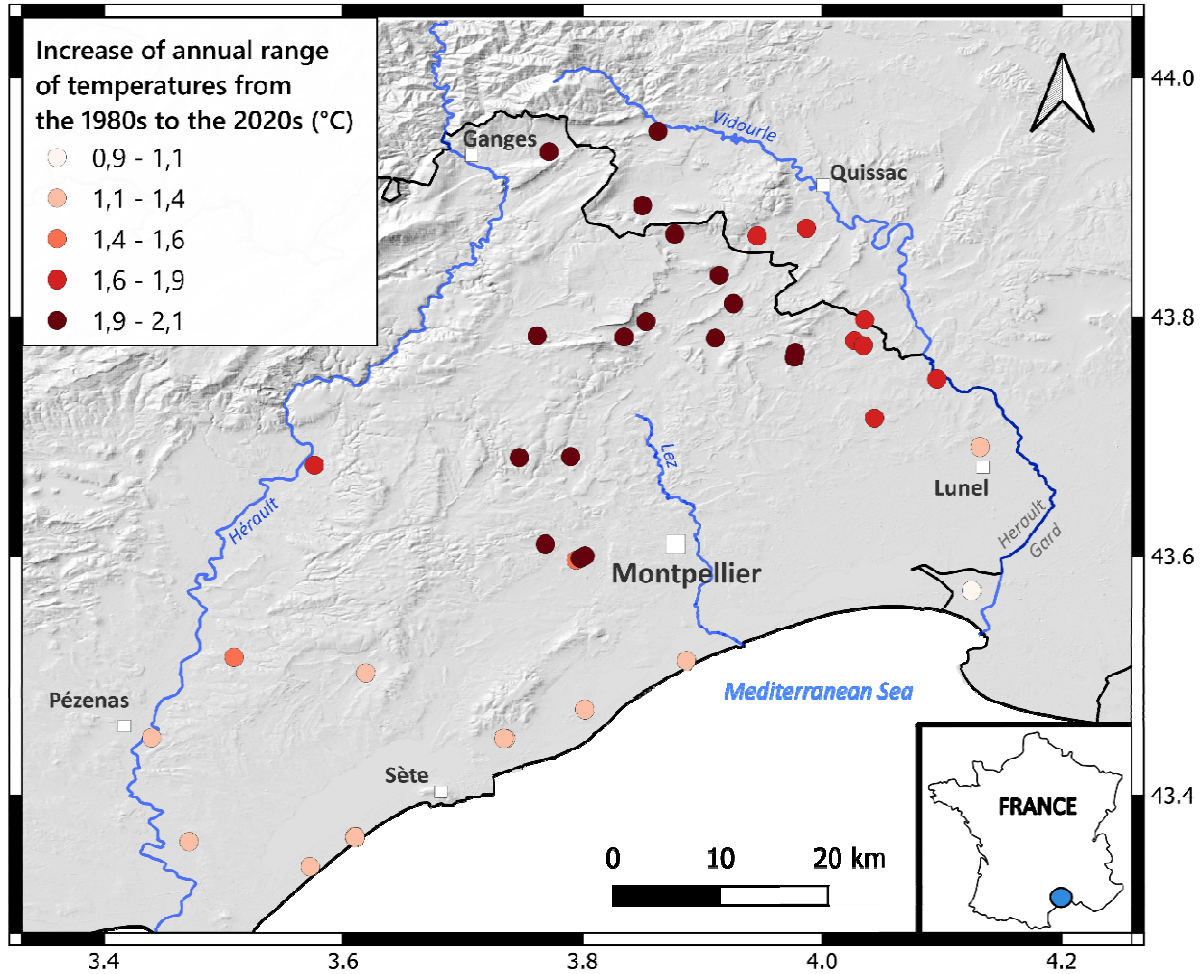 Increase of annual range
of temperatures from
the 1980s to the 2020s (°C)
0,9 - 1,1
1,1 - 1,4
1,4 - 1,6
1,6 - 1,9
1,9 - 2,1
Ganges
Vidourle
Quissac
Lez
Hérault
Lunel
Herault
Gard
Montpellier
Pézenas
Mediterranean Sea
Sète
FRANCE
0 10 20 km
44.0
43.8
43.6
43.1
3.4 3.6 3.8 4.0 4.2